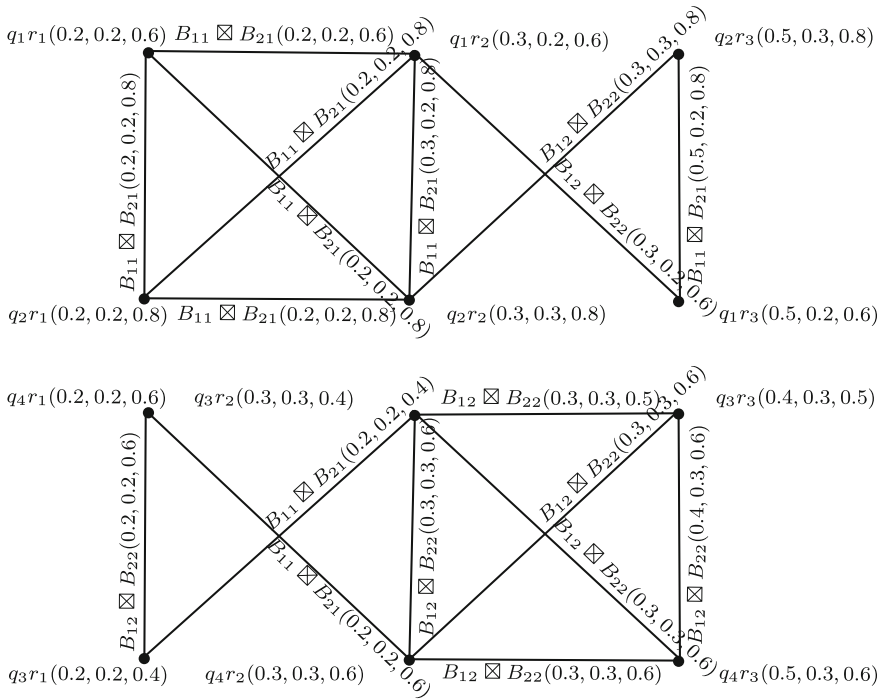 q₁r₁(0.2, 0.2, 0.6)
B₁₁ ⊠ B₂₁(0.2, 0.2, 0.6)
q₁r₂(0.3, 0.2, 0.6)
q₂r₃(0.5, 0.3, 0.8)
B₁₁ ⊠ B₂₁(0.2, 0.2, 0.8)
B₁₁ ⊠ B₂₁(0.2, 0.2, 0.8)
B₁₁ ⊠ B₂₁(0.2, 0.2, 0.8)
B₁₁ ⊠ B₂₁(0.3, 0.2, 0.8)
B₁₂ ⊠ B₂₂(0.3, 0.3, 0.8)
B₁₂ ⊠ B₂₂(0.3, 0.2, 0.6)
B₁₁ ⊠ B₂₁(0.5, 0.2, 0.8)
q₂r₁(0.2, 0.2, 0.8)
B₁₁ ⊠ B₂₁(0.2, 0.2, 0.8)
q₂r₂(0.3, 0.3, 0.8)
q₁r₃(0.5, 0.2, 0.6)
q₄r₁(0.2, 0.2, 0.6)
q₃r₂(0.3, 0.3, 0.4)
B₁₂ ⊠ B₂₂(0.3, 0.3, 0.5)
q₃r₃(0.4, 0.3, 0.5)
B₁₂ ⊠ B₂₂(0.2, 0.2, 0.6)
B₁₁ ⊠ B₂₁(0.2, 0.2, 0.4)
B₁₁ ⊠ B₂₁(0.2, 0.2, 0.6)
B₁₂ ⊠ B₂₂(0.3, 0.3, 0.6)
B₁₂ ⊠ B₂₂(0.3, 0.3, 0.6)
B₁₂ ⊠ B₂₂(0.3, 0.3, 0.6)
B₁₂ ⊠ B₂₂(0.4, 0.3, 0.6)
q₃r₁(0.2, 0.2, 0.4)
q₄r₂(0.3, 0.3, 0.6)
B₁₂ ⊠ B₂₂(0.3, 0.3, 0.6)
q₄r₃(0.5, 0.3, 0.6)